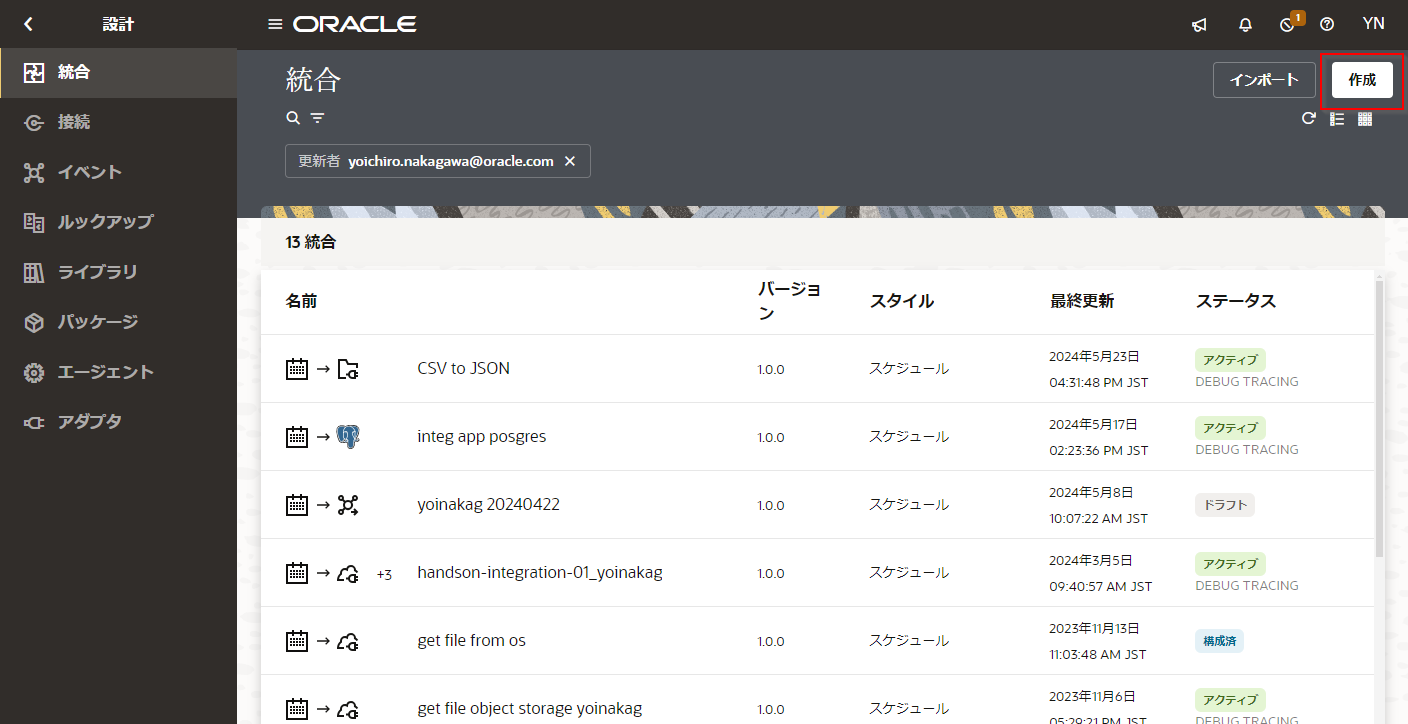 設計
ORACLE
1
YN
統合
接続
イベント
ルックアップ
ライブラリ
パッケージ
エージェント
アダプタ
統合
インポート
作成
更新者 yoichiro.nakagawa@oracle.com
13 統合
名前
バージョ
ン
スタイル
最終更新
ステータス
CSV to JSON
1.0.0
スケジュール
2024年5月23日
04:31:48 PM JST
アクティブ
DEBUG TRACING
integ app posgres
1.0.0
スケジュール
2024年5月17日
02:23:36 PM JST
アクティブ
DEBUG TRACING
yoinakag 20240422
1.0.0
スケジュール
2024年5月8日
10:07:22 AM JST
ドラフト
+3
handson-integration-01_yoinakag
1.0.0
スケジュール
2024年3月5日
09:40:57 AM JST
アクティブ
DEBUG TRACING
get file from os
1.0.0
スケジュール
2023年11月13日
11:03:48 AM JST
構成済
get file object storage yoinakag
1.0.0
スケジュール
2023年11月6日
05:29:21 PM JST
アクティブ
DEBUG TRACING